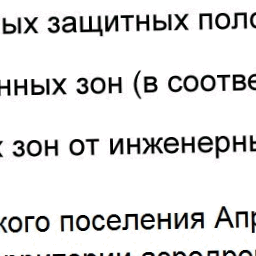 ых защитных поло
нных зон (в соотве
х зон от инженерны
кого поселения Апр